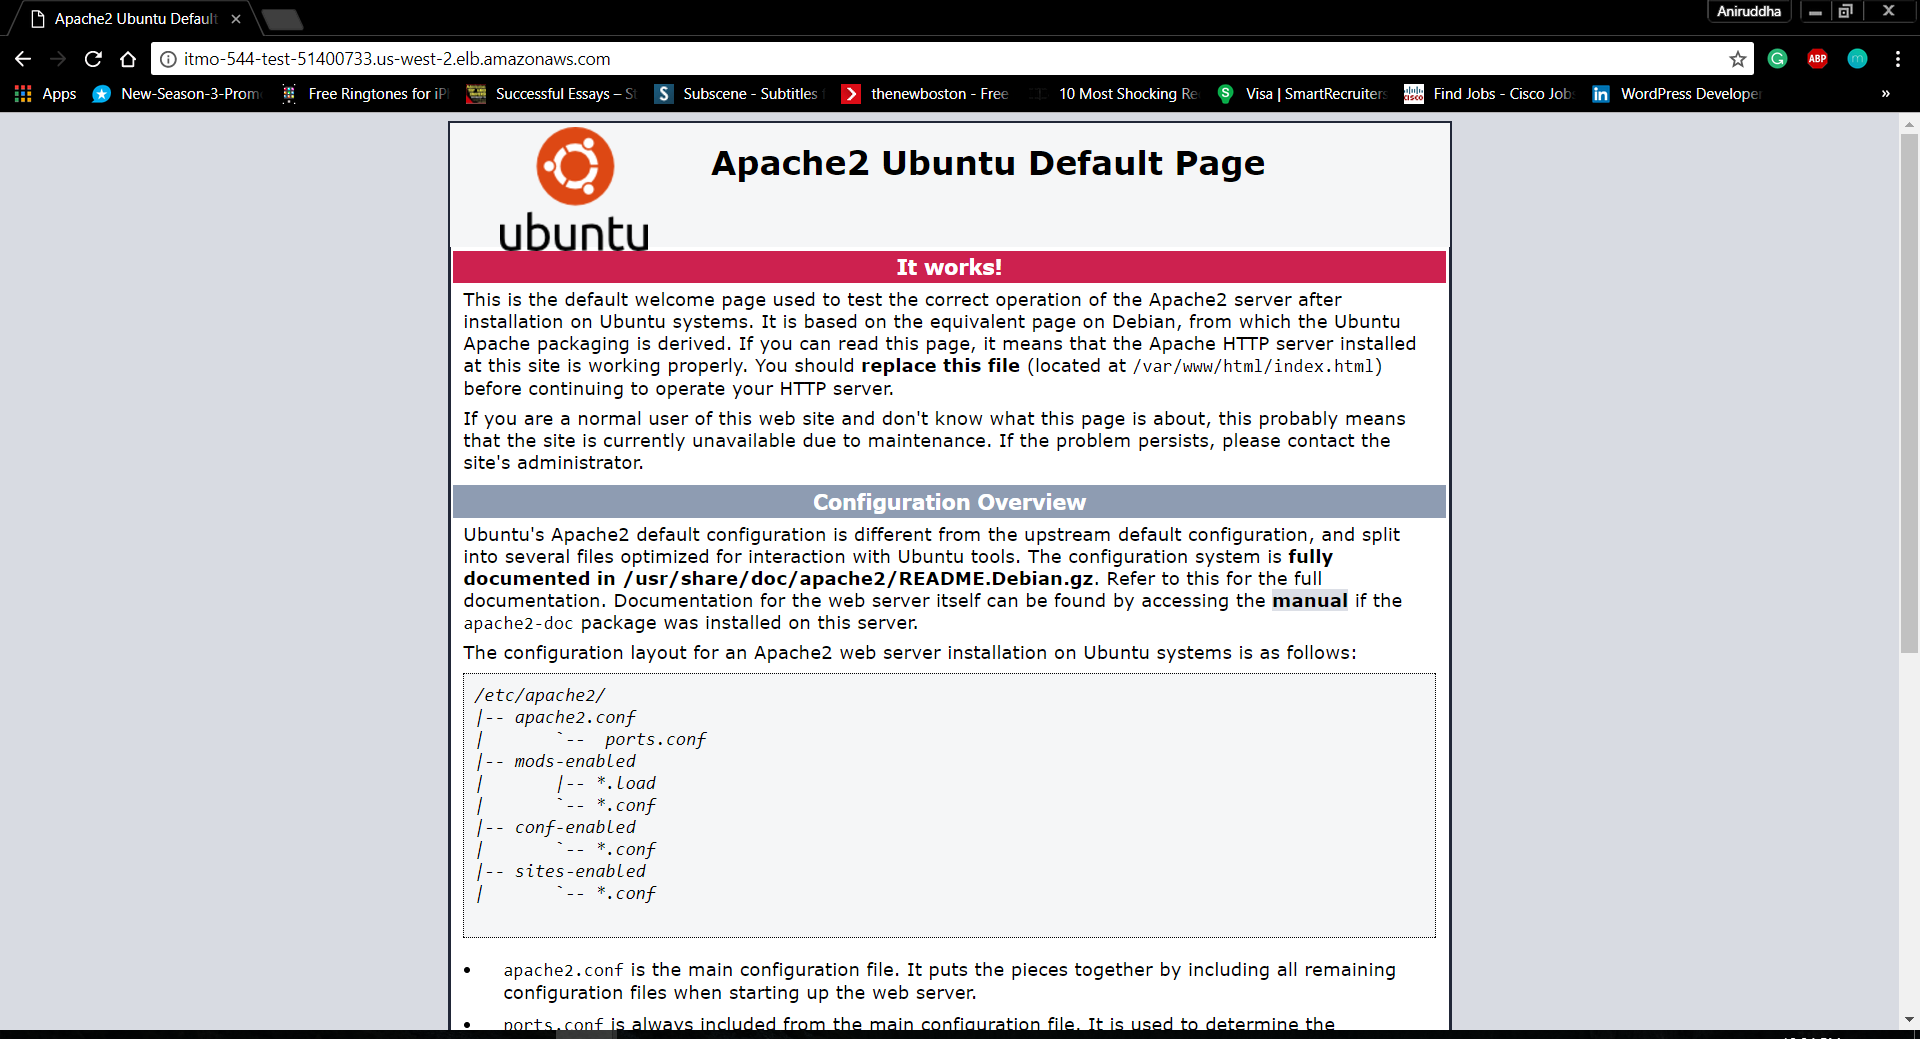 Apache2 Ubuntu Default
Aniruddha
itmo-544-test-51400733.us-west-2.elb.amazonaws.com
G ABP m
Apps New-Season-3-Prom Free Ringtones for iP Successful Essays – St S Subscene - Subtitles thenewboston - Free 10 Most Shocking Re S Visa | SmartRecruiters cisco Find Jobs - Cisco Job in WordPress Developer »
ubuntu
Apache2 Ubuntu Default Page
It works!
This is the default welcome page used to test the correct operation of the Apache2 server after
installation on Ubuntu systems. It is based on the equivalent page on Debian, from which the Ubuntu
Apache packaging is derived. If you can read this page, it means that the Apache HTTP server installed
at this site is working properly. You should replace this file (located at /var/www/html/index.html)
before continuing to operate your HTTP server.
If you are a normal user of this web site and don't know what this page is about, this probably means
that the site is currently unavailable due to maintenance. If the problem persists, please contact the
site's administrator.
Configuration Overview
Ubuntu's Apache2 default configuration is different from the upstream default configuration, and split
into several files optimized for interaction with Ubuntu tools. The configuration system is fully
documented in /usr/share/doc/apache2/README.Debian.gz. Refer to this for the full
documentation. Documentation for the web server itself can be found by accessing the manual if the
apache2-doc package was installed on this server.
The configuration layout for an Apache2 web server installation on Ubuntu systems is as follows:
/etc/apache2/
|-- apache2.conf
|       `--  ports.conf
|-- mods-enabled
|       |-- *.load
|       `-- *.conf
|-- conf-enabled
|       `-- *.conf
|-- sites-enabled
|       `-- *.conf
• apache2.conf is the main configuration file. It puts the pieces together by including all remaining
configuration files when starting up the web server.
• ports.conf is always included from the main configuration file. It is used to determine the